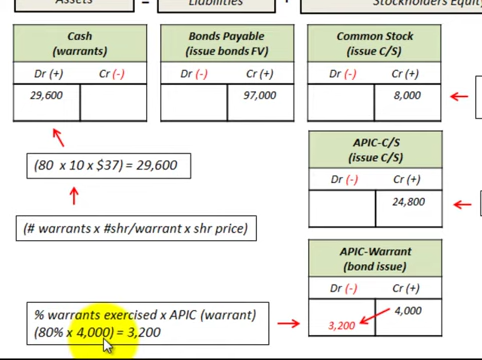 Assets = Liabilities + Stockholders Equity
Cash
(warrants)
Dr (+) Cr (-)
29,600
Bonds Payable
(issue bonds FV)
Dr (-) Cr (+)
97,000
Common Stock
(issue C/S)
Dr (-) Cr (+)
8,000
(80 x 10 x $37) = 29,600
(# warrants x #shr/warrant x shr price)
APIC-C/S
(issue C/S)
Dr (-) Cr (+)
24,800
APIC-Warrant
(bond issue)
Dr (-) Cr (+)
4,000
3,200
% warrants exercised x APIC (warrant)
(80% x 4,000) = 3,200